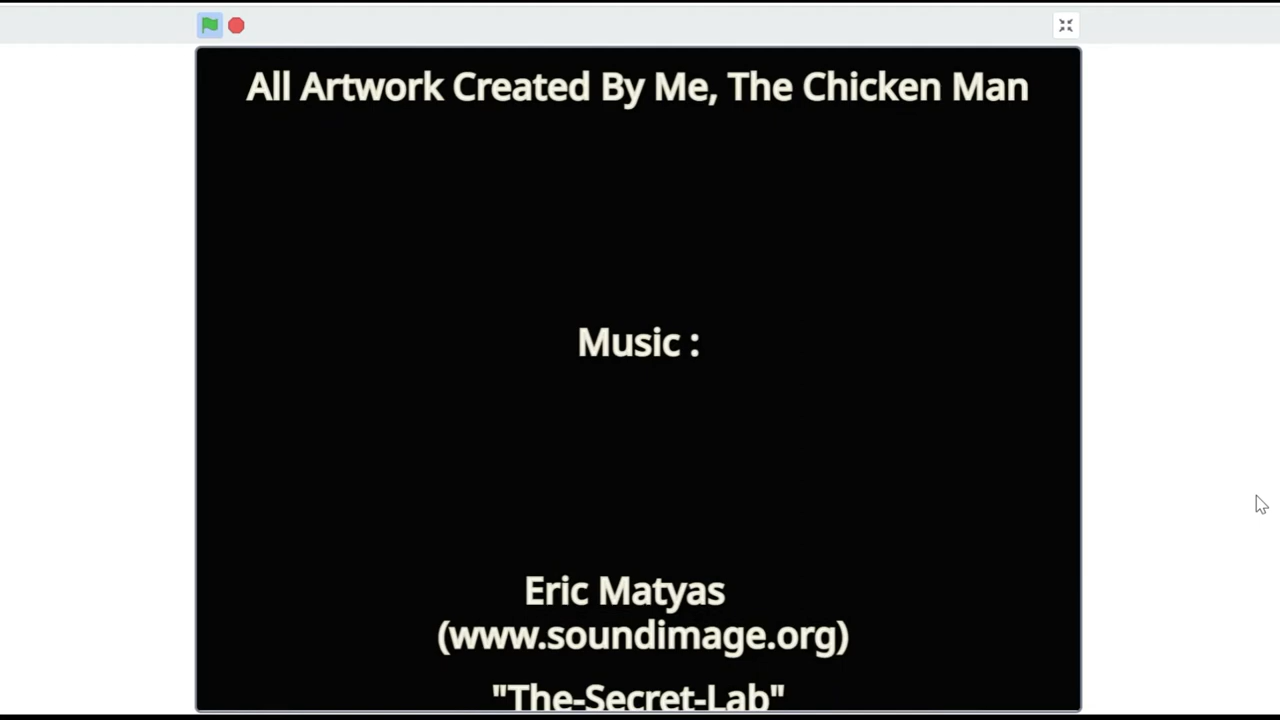 All Artwork Created By Me, The Chicken Man
Music :
Eric Matyas
(www.soundimage.org)
"The-Secret-Lab"